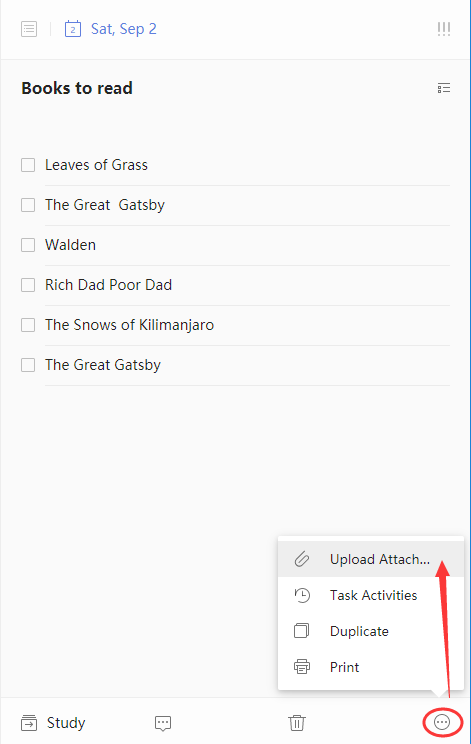 2 Sat, Sep 2
Books to read
Leaves of Grass
The Great  Gatsby
Walden
Rich Dad Poor Dad
The Snows of Kilimanjaro
The Great Gatsby
Upload Attach...
Task Activities
Duplicate
Print
Study